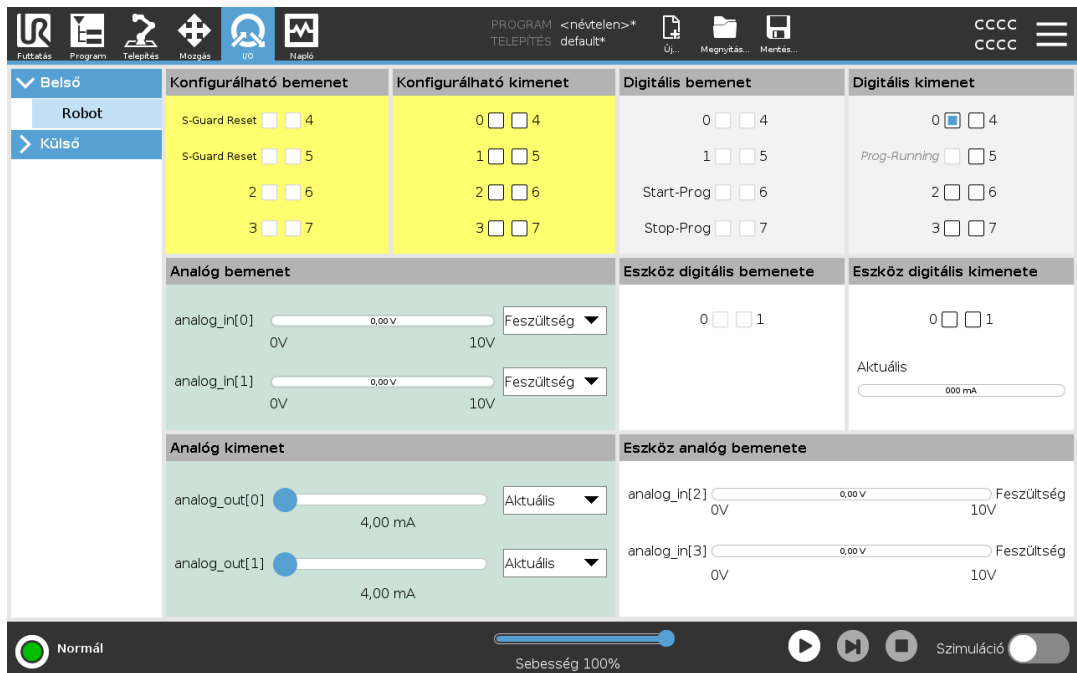 PROGRAM <névtelen>*
TELEPÍTÉS default*
CCCC
CCCC
Futtatás Program Telepítés Mozgás I/O Napló Új... Megnyitás... Mentés...
Belső
Robot
Külső
Konfigurálható bemenet Konfigurálható kimenet Digitális bemenet Digitális kimenet
S-Guard Reset 4 0 4 0 4 0 4
S-Guard Reset 5 1 5 1 5 Prog-Running 5
2 6 2 6 Start-Prog 6 2 6
3 7 3 7 Stop-Prog 7 3 7
Analóg bemenet Eszköz digitális bemenete Eszköz digitális kimenete
analog_in[0] 0,00 V Feszültség 0 1 0 1
0V 10V
Aktuális
analog_in[1] 0,00 V Feszültség 000 mA
0V 10V
Analóg kimenet Eszköz analóg bemenete
analog_out[0] Aktuális analog_in[2] 0,00 V Feszültség
4,00 mA 0V 10V
analog_out[1] Aktuális analog_in[3] 0,00 V Feszültség
4,00 mA 0V 10V
Normál Sebesség 100% Szimuláció